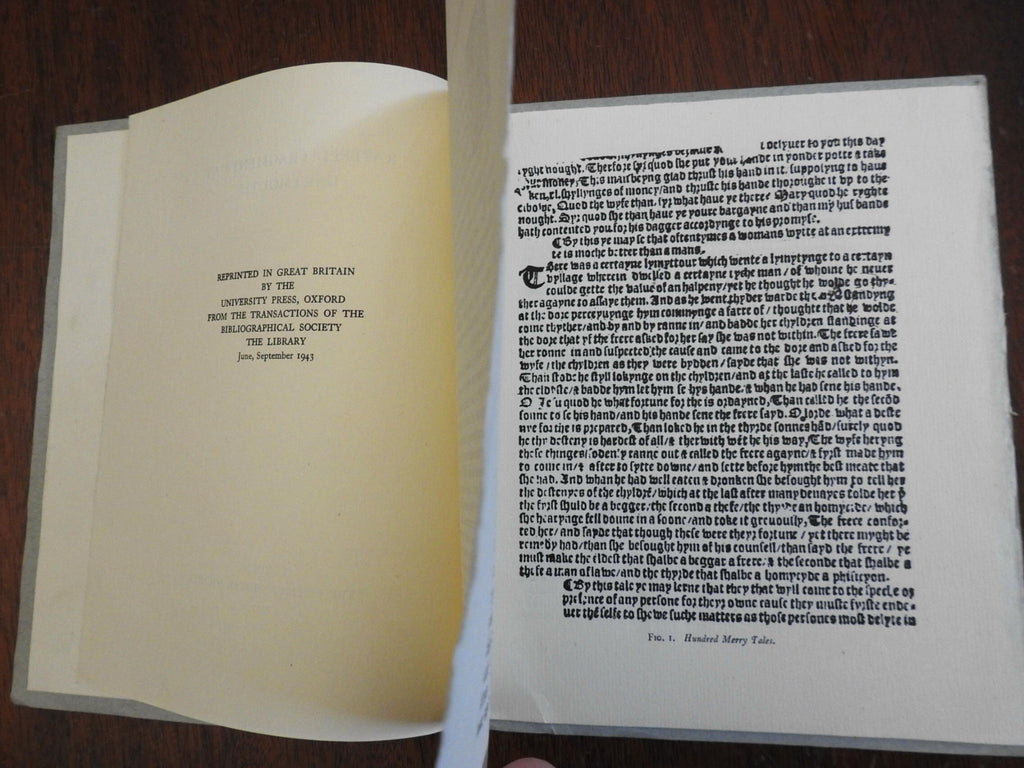 REPRINTED IN GREAT BRITAIN
BY THE
UNIVERSITY PRESS, OXFORD
FROM THE TRANSACTIONS OF THE
BIBLIOGRAPHICAL SOCIETY
THE LIBRARY
June, September 1943
to you this day
ryght nought. Therfore syr quod she put your hande in yonder potte & take
money. This man beyng glad thrust his hand in it. supposyng to haue
shyllynges of money/and thruste his hande thorought it vp to the
elbowe. Quod the wyfe than. syr what haue ye there? Mary quod he ryghte
nought. Syr quod she than haue ye youre bargayne and than my husbande
hath contented you for his dagger accordynge to his promyse.
¶ By this ye may se that oftentymes a womans wytte at an extremy
te is moche better than a mans.
There was a certayne lymyttour which wente a lymytynge to a certayn
vyllage wherein dwelled a certayne ryche man / of whome he neuer
coulde gette the value of an halpeny/yet he thought he wolde go thy-
ther agayne to assaye them. And as he went thyder warde the standyng
at the dore perceyuynge hym commynge a farre of / thoughte that he wolde
come thyther/and by and by ranne in/and badde her chyldren standinge at
the dore that yf the frere asked for her say she was not within. The frere sawe
her ronne in and suspected the cause and came to the dore and asked for the
wyfe / the chyldren as they were bydden / sayde that she was not withyn.
Than stode he styll lokynge on the chyldren/and at the laste he called to hym
the eldeste/& badde hym let hym se hys hande. & whan he had sene his hande.
O Jesu quod he what fortune for the is ordayned, Than called he the secōd
sonne to se his hand/and his hande sene the frere sayd. O lorde what a deste
nye for the is prepared, Than loked he in the thyrde sonnes hād/surely quod
he thy desteny is hardest of all/& therwith wēt he his way, The wyfe heryng
these thinges/sodenly ranne out & called the frere agayne/& fyrst made hym
to come in/& after to sytte downe/and sette before hym the best meate that
she had. And whan he had well eaten & dronken she besought hym to tell her
the destenyes of the chyldrē/which at the last after many denayes tolde her ẏ
the fyrst shuld be a begger/the second a thefe/the thyrde an homycyde/ which
she hearynge fell doune in a soone/and toke it greuously, The frere confor-
ted her/ and sayde that though these were theyr fortune / yet there myght be
remedy had/than she besought hym of his counsell/than sayd the frere / ye
must make the eldest that shalbe a beggar a frere. & the seconde that shalbe a
thefe a man of lawe/and the thyrde that shalbe a homycyde a phisicyon.
¶ By this tale ye may lerne that they that wyll come to the speche or
presence of any persone for theyr owne cause they muste fyrste ende-
uer thē selfe to shewe suche matters as those persones most delyte in
FIG. 1. Hundred Merry Tales.